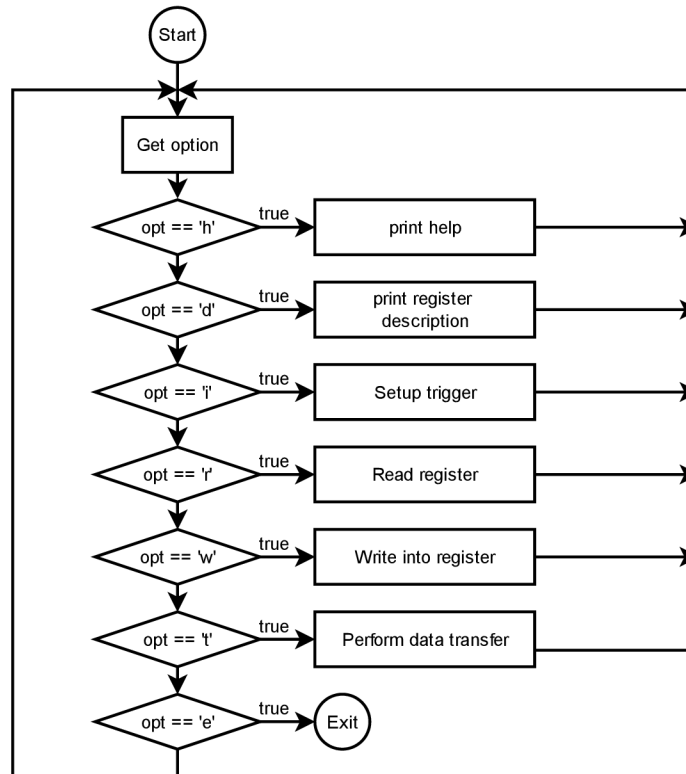 Start
Get option
opt == 'h'
true
print help
opt == 'd'
true
print register
description
opt == 'i'
true
Setup trigger
opt == 'r'
true
Read register
opt == 'w'
true
Write into register
opt == 't'
true
Perform data transfer
opt == 'e'
true
Exit